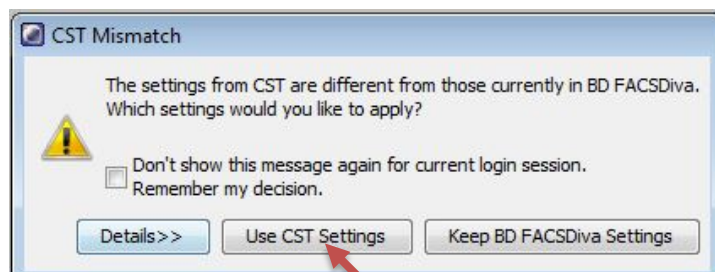 CST Mismatch
The settings from CST are different from those currently in BD FACSDiva.
Which settings would you like to apply?
Don't show this message again for current login session.
Remember my decision.
Details>> Use CST Settings Keep BD FACSDiva Settings